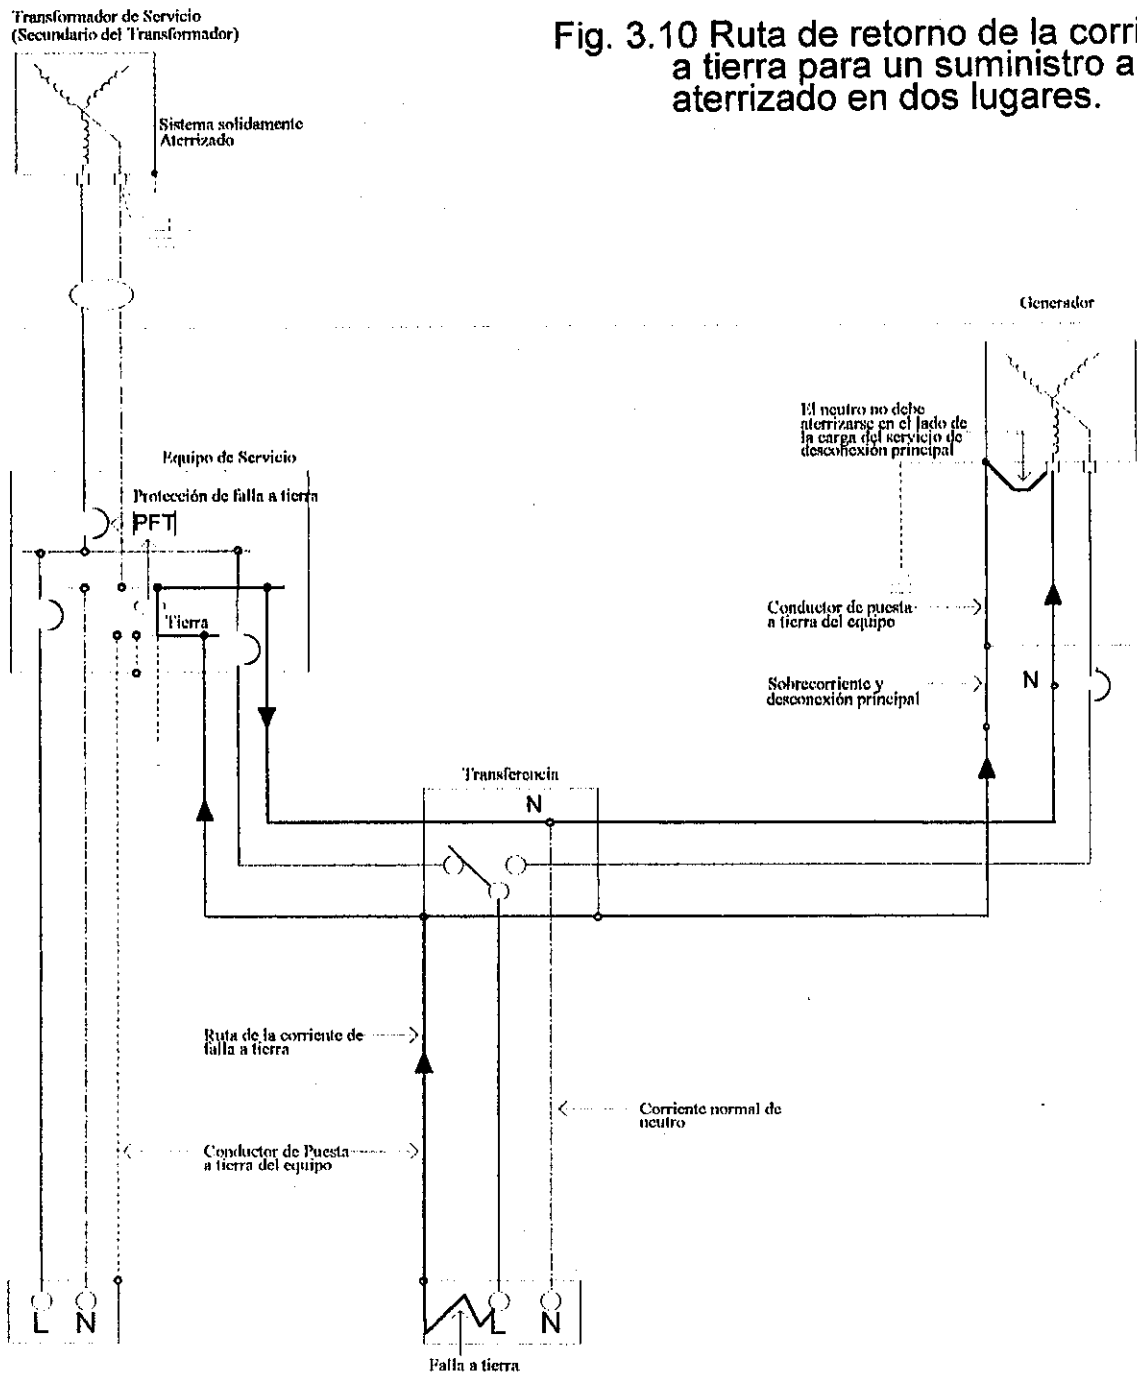 Transformador de Servicio
(Secundario del Transformador)
Fig. 3.10 Ruta de retorno de la corri
a tierra para un suministro a
aterrizado en dos lugares.
Sistema solidamente
Aterrizado
Generador
El neutro no debe
aterrizarse en el lado de
la carga del servicio de
desconexión principal
Equipo de Servicio
Protección de falla a tierra
PFT
Tierra
Conductor de puesta
a tierra del equipo
Sobrecorriente y
desconexión principal
N
Transferencia
N
Ruta de la corriente de
falla a tierra
Corriente normal de
neutro
Conductor de Puesta
a tierra del equipo
L N
L N
Falla a tierra